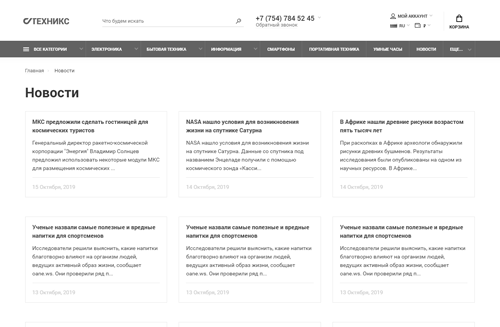 ТЕХНИКС
Что будем искать
+7 (754) 784 52 45
Обратный звонок
МОЙ АККАУНТ
RU
₽
КОРЗИНА
ВСЕ КАТЕГОРИИ
ЭЛЕКТРОНИКА
БЫТОВАЯ ТЕХНИКА
ИНФОРМАЦИЯ
СМАРТФОНЫ
ПОРТАТИВНАЯ ТЕХНИКА
УМНЫЕ ЧАСЫ
НОВОСТИ
ЕЩЕ...
Главная
Новости
Новости
МКС предложили сделать гостиницей для
космических туристов
Генеральный директор ракетно-космической
корпорации "Энергия" Владимир Солнцев
предложил использовать некоторые модули МКС
для размещения космических ...
15 Октября, 2019
NASA нашло условия для возникновения
жизни на спутнике Сатурна
NASA нашло условия для возникновения жизни
на спутнике Сатурна. Данные со спутника под
названием Энцеладе получили с помощью
космического зонда «Касси...
14 Октября, 2019
В Африке нашли древние рисунки возрастом
пять тысяч лет
При раскопках в Африке археологи обнаружили
рисунки древних бушменов. Результаты
исследования были опубликованы на одном из
научных ресурсов. В Африке...
14 Октября, 2019
Ученые назвали самые полезные и вредные
напитки для спортсменов
Исследователи решили выяснить, какие напитки
благотворно влияют на организм людей,
ведущих активный образ жизни, сообщает
oane.ws. Они проверили ряд п...
13 Октября, 2019
Ученые назвали самые полезные и вредные
напитки для спортсменов
Исследователи решили выяснить, какие напитки
благотворно влияют на организм людей,
ведущих активный образ жизни, сообщает
oane.ws. Они проверили ряд п...
13 Октября, 2019
Ученые назвали самые полезные и вредные
напитки для спортсменов
Исследователи решили выяснить, какие напитки
благотворно влияют на организм людей,
ведущих активный образ жизни, сообщает
oane.ws. Они проверили ряд п...
13 Октября, 2019